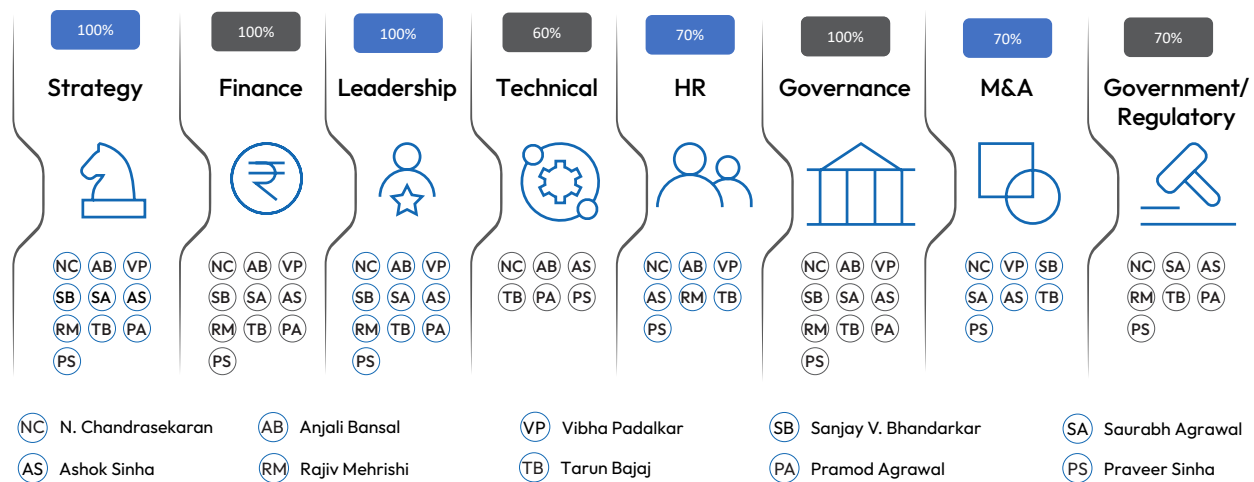 100% 100% 100% 60% 70% 100% 70% 70%
Strategy Finance Leadership Technical HR Governance M&A Government/
Regulatory
NC AB VP NC AB VP NC AB VP NC AB AS NC AB VP NC AB VP NC VP SB NC SA AS
SB SA AS SB SA AS SB SA AS TB PA PS AS RM TB SB SA AS SA AS TB RM TB PA
RM TB PA RM TB PA RM TB PA PS RM TB PA PS PS
PS PS PS PS
NC N. Chandrasekaran AB Anjali Bansal VP Vibha Padalkar SB Sanjay V. Bhandarkar SA Saurabh Agrawal
AS Ashok Sinha RM Rajiv Mehrishi TB Tarun Bajaj PA Pramod Agrawal PS Praveer Sinha